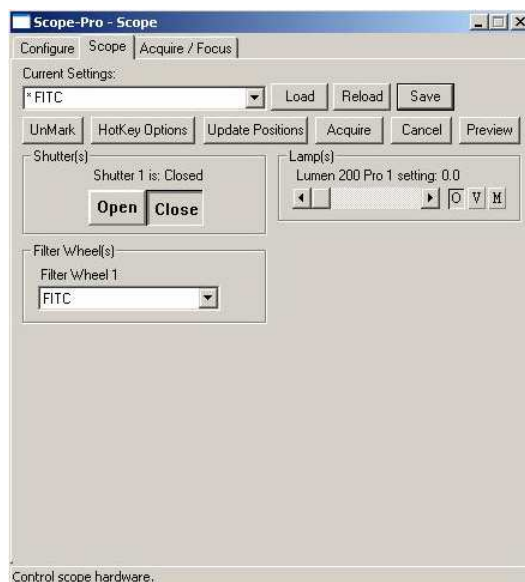 Scope-Pro - Scope
Configure Scope Acquire / Focus
Current Settings:
* FITC Load Reload Save
UnMark HotKey Options Update Positions Acquire Cancel Preview
Shutter(s) Lamp(s)
Shutter 1 is: Closed Lumen 200 Pro 1 setting: 0.0
Open Close O V M
Filter Wheel(s)
Filter Wheel 1
FITC
Control scope hardware.